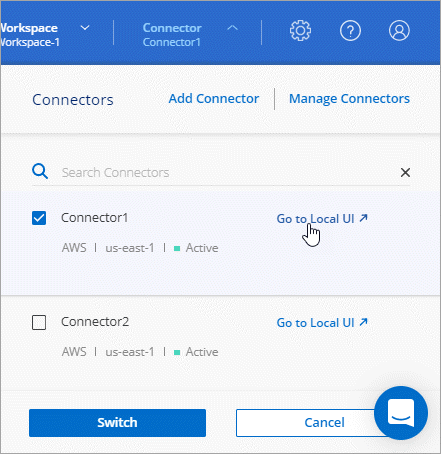 Workspace Connector
Workspace-1 Connector1
Connectors Add Connector Manage Connectors
Search Connectors
Connector1 Go to Local UI
AWS | us-east-1 | Active
Connector2 Go to Local UI
AWS | us-east-1 | Active
Switch Cancel